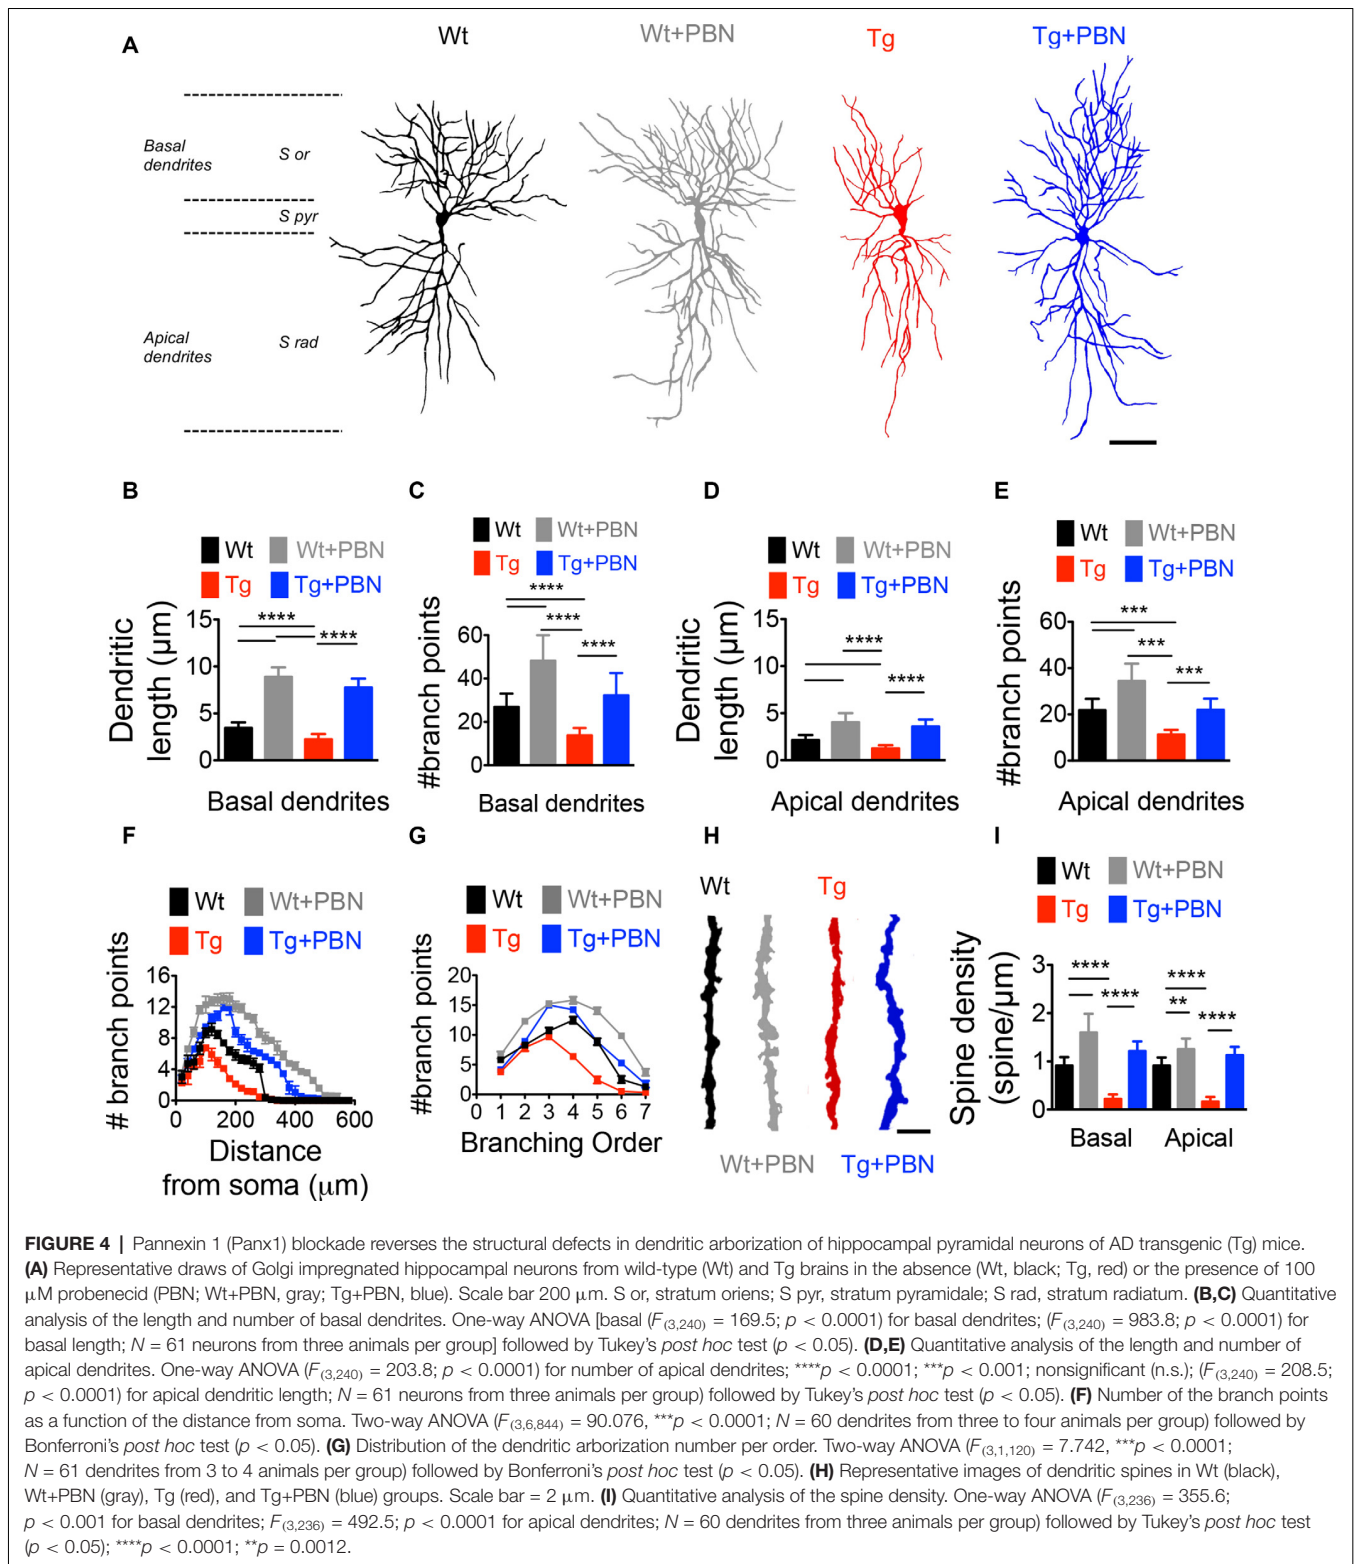 A
Wt
Wt+PBN
Tg
Tg+PBN
Basal
dendrites
S or
S pyr
Apical
dendrites
S rad
B
Wt
Wt+PBN
Tg
Tg+PBN
Dendritic
length (µm)
15
10
5
0
****
****
Basal dendrites
C
Wt
Wt+PBN
Tg
Tg+PBN
#branch points
60
40
20
0
****
****
****
Basal dendrites
D
Wt
Wt+PBN
Tg
Tg+PBN
Dendritic
length (µm)
15
10
5
0
****
****
Apical dendrites
E
Wt
Wt+PBN
Tg
Tg+PBN
#branch points
60
40
20
0
***
***
***
Apical dendrites
F
Wt
Wt+PBN
Tg
Tg+PBN
# branch points
16
12
8
4
0
0 200 400 600
Distance
from soma (µm)
G
Wt
Wt+PBN
Tg
Tg+PBN
#branch points
20
15
10
5
0
0 1 2 3 4 5 6 7
Branching Order
H
Wt
Tg
Wt+PBN
Tg+PBN
I
Wt
Wt+PBN
Tg
Tg+PBN
Spine density
(spine/µm)
3
2
1
0
****
****
****
**
****
Basal
Apical
FIGURE 4 | Pannexin 1 (Panx1) blockade reverses the structural defects in dendritic arborization of hippocampal pyramidal neurons of AD transgenic (Tg) mice.
(A) Representative draws of Golgi impregnated hippocampal neurons from wild-type (Wt) and Tg brains in the absence (Wt, black; Tg, red) or the presence of 100
µM probenecid (PBN; Wt+PBN, gray; Tg+PBN, blue). Scale bar 200 µm. S or, stratum oriens; S pyr, stratum pyramidale; S rad, stratum radiatum. (B,C) Quantitative
analysis of the length and number of basal dendrites. One-way ANOVA [basal (F(3,240) = 169.5; p < 0.0001) for basal dendrites; (F(3,240) = 983.8; p < 0.0001) for
basal length; N = 61 neurons from three animals per group] followed by Tukey's post hoc test (p < 0.05). (D,E) Quantitative analysis of the length and number of
apical dendrites. One-way ANOVA (F(3,240) = 203.8; p < 0.0001) for number of apical dendrites; ****p < 0.0001; ***p < 0.001; nonsignificant (n.s.); (F(3,240) = 208.5;
p < 0.0001) for apical dendritic length; N = 61 neurons from three animals per group) followed by Tukey's post hoc test (p < 0.05). (F) Number of the branch points
as a function of the distance from soma. Two-way ANOVA (F(3,6,844) = 90.076, ***p < 0.0001; N = 60 dendrites from three to four animals per group) followed by
Bonferroni's post hoc test (p < 0.05). (G) Distribution of the dendritic arborization number per order. Two-way ANOVA (F(3,1,120) = 7.742, ***p < 0.0001;
N = 61 dendrites from 3 to 4 animals per group) followed by Bonferroni's post hoc test (p < 0.05). (H) Representative images of dendritic spines in Wt (black),
Wt+PBN (gray), Tg (red), and Tg+PBN (blue) groups. Scale bar = 2 µm. (I) Quantitative analysis of the spine density. One-way ANOVA (F(3,236) = 355.6;
p < 0.001 for basal dendrites; F(3,236) = 492.5; p < 0.0001 for apical dendrites; N = 60 dendrites from three animals per group) followed by Tukey's post hoc test
(p < 0.05); ****p < 0.0001; **p = 0.0012.